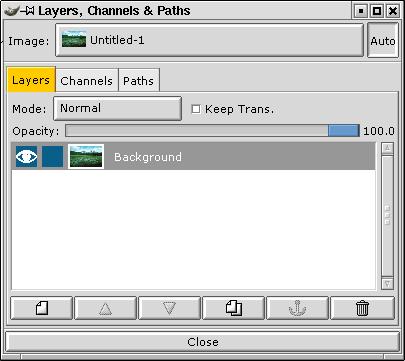 Layers, Channels & Paths
Image: Untitled-1 Auto
Layers Channels Paths
Mode: Normal Keep Trans.
Opacity: 100.0
Background
Close